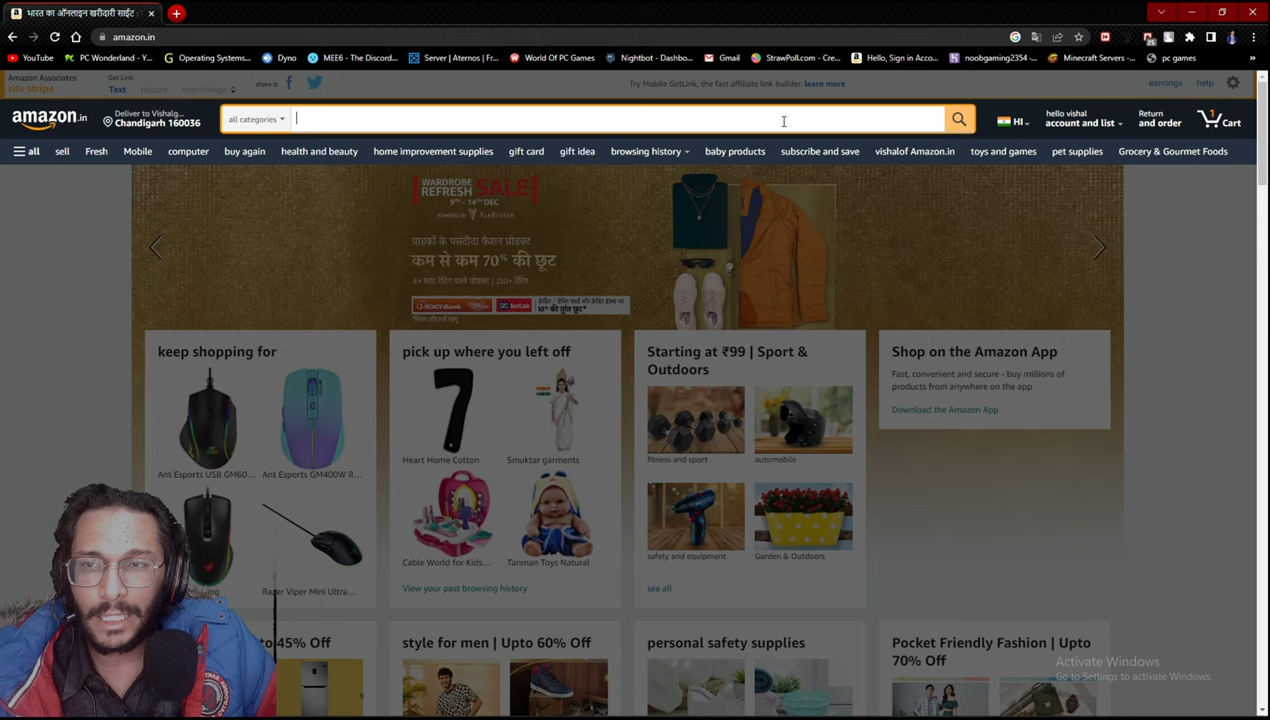 भारत का ऑनलाइन खरीदारी साईट :
amazon.in
YouTube
PC Wonderland - Y...
Operating Systems...
Dyno
MEE6 - The Discord...
Server | Aternos | Fr...
World Of PC Games
Nightbot - Dashbo...
Gmail
StrawPoll.com - Cre...
Hello, Sign in Acco...
noobgaming2354 -...
Minecraft Servers -...
pc games
Amazon Associates
site stripe
Get Link:
Text picture text+image
share it
Try Mobile GetLink, the fast affiliate link builder. learn more
earnings help
amazon.in
Deliver to Vishalg...
Chandigarh 160036
all categories
HI
hello vishal
account and list
Return
and order
1
Cart
all sell Fresh Mobile computer buy again health and beauty home improvement supplies gift card gift idea browsing history baby products subscribe and save vishalof Amazon.in toys and games pet supplies Grocery & Gourmet Foods
WARDROBE
REFRESH SALE
9TH - 14TH DEC
ग्राहकों के पसंदीदा फ़ैशन प्रोडक्ट
कम से कम 70% की छूट
4+ स्टार रेटिंग वाले प्रोडक्ट | 250+ रेटिंग
ICICI Bank
kotak
keep shopping for
Ant Esports USB GM60...
Ant Esports GM400W R...
Razer Viper Mini Ultra...
pick up where you left off
7
Heart Home Cotton
Smuktar garments
Cable World for Kids...
Tanman Toys Natural
View your past browsing history
Starting at ₹99 | Sport &
Outdoors
fitness and sport
automobile
safety and equipment
Garden & Outdoors
see all
Shop on the Amazon App
Fast, convenient and secure - buy millions of
products from anywhere on the app
Download the Amazon App
to 45% Off
style for men | Upto 60% Off
personal safety supplies
Pocket Friendly Fashion | Upto
70% Off
Activate Windows
Go to Settings to activate Windows.